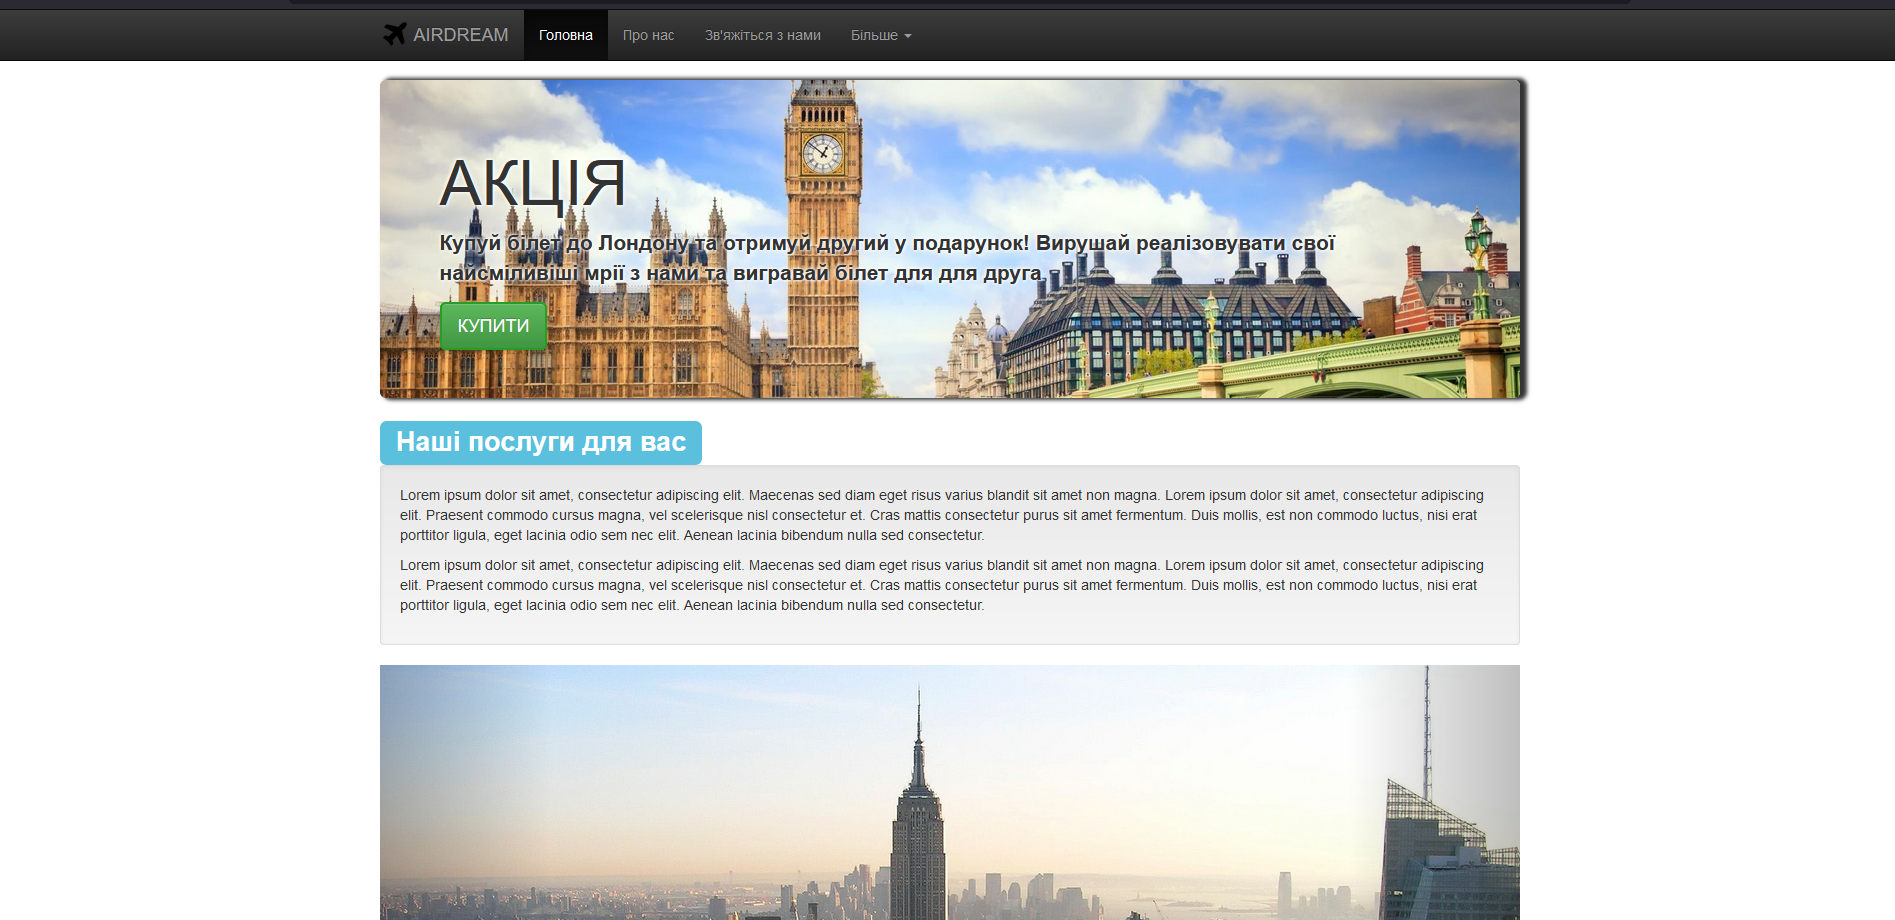 AIRDREAM Головна Про нас Зв'яжіться з нами Більше
АКЦІЯ
Купуй білет до Лондону та отримуй другий у подарунок! Вирушай реалізовувати свої
найсміливіші мрії з нами та вигравай білет для для друга
КУПИТИ
Наші послуги для вас
Lorem ipsum dolor sit amet, consectetur adipiscing elit. Maecenas sed diam eget risus varius blandit sit amet non magna. Lorem ipsum dolor sit amet, consectetur adipiscing
elit. Praesent commodo cursus magna, vel scelerisque nisl consectetur et. Cras mattis consectetur purus sit amet fermentum. Duis mollis, est non commodo luctus, nisi erat
porttitor ligula, eget lacinia odio sem nec elit. Aenean lacinia bibendum nulla sed consectetur.
Lorem ipsum dolor sit amet, consectetur adipiscing elit. Maecenas sed diam eget risus varius blandit sit amet non magna. Lorem ipsum dolor sit amet, consectetur adipiscing
elit. Praesent commodo cursus magna, vel scelerisque nisl consectetur et. Cras mattis consectetur purus sit amet fermentum. Duis mollis, est non commodo luctus, nisi erat
porttitor ligula, eget lacinia odio sem nec elit. Aenean lacinia bibendum nulla sed consectetur.